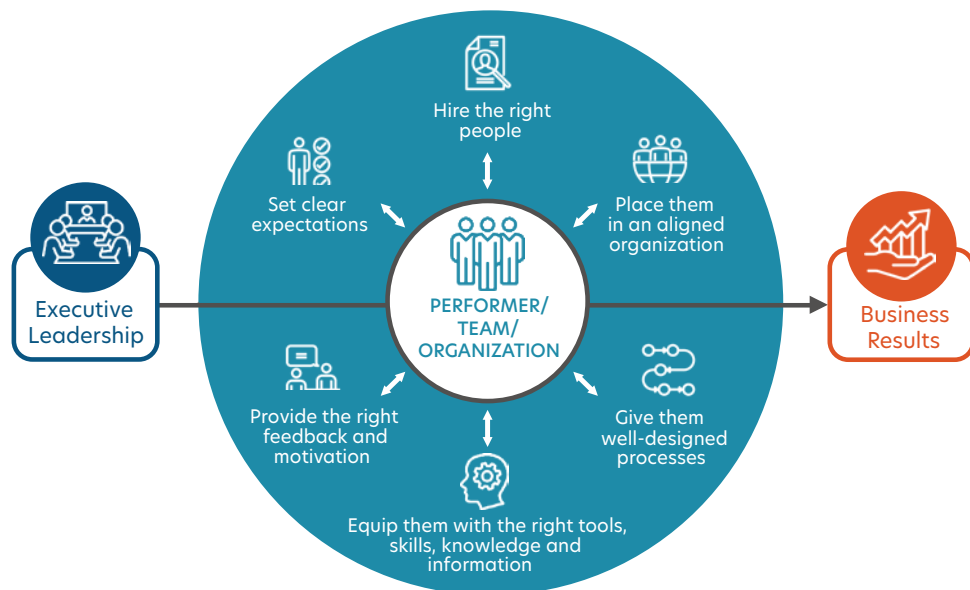 Hire the right
people
Set clear
expectations
Place them
in an aligned
organization
Executive
Leadership
PERFORMER/
TEAM/
ORGANIZATION
Business
Results
Provide the right
feedback and
motivation
Give them
well-designed
processes
Equip them with the right tools,
skills, knowledge and
information